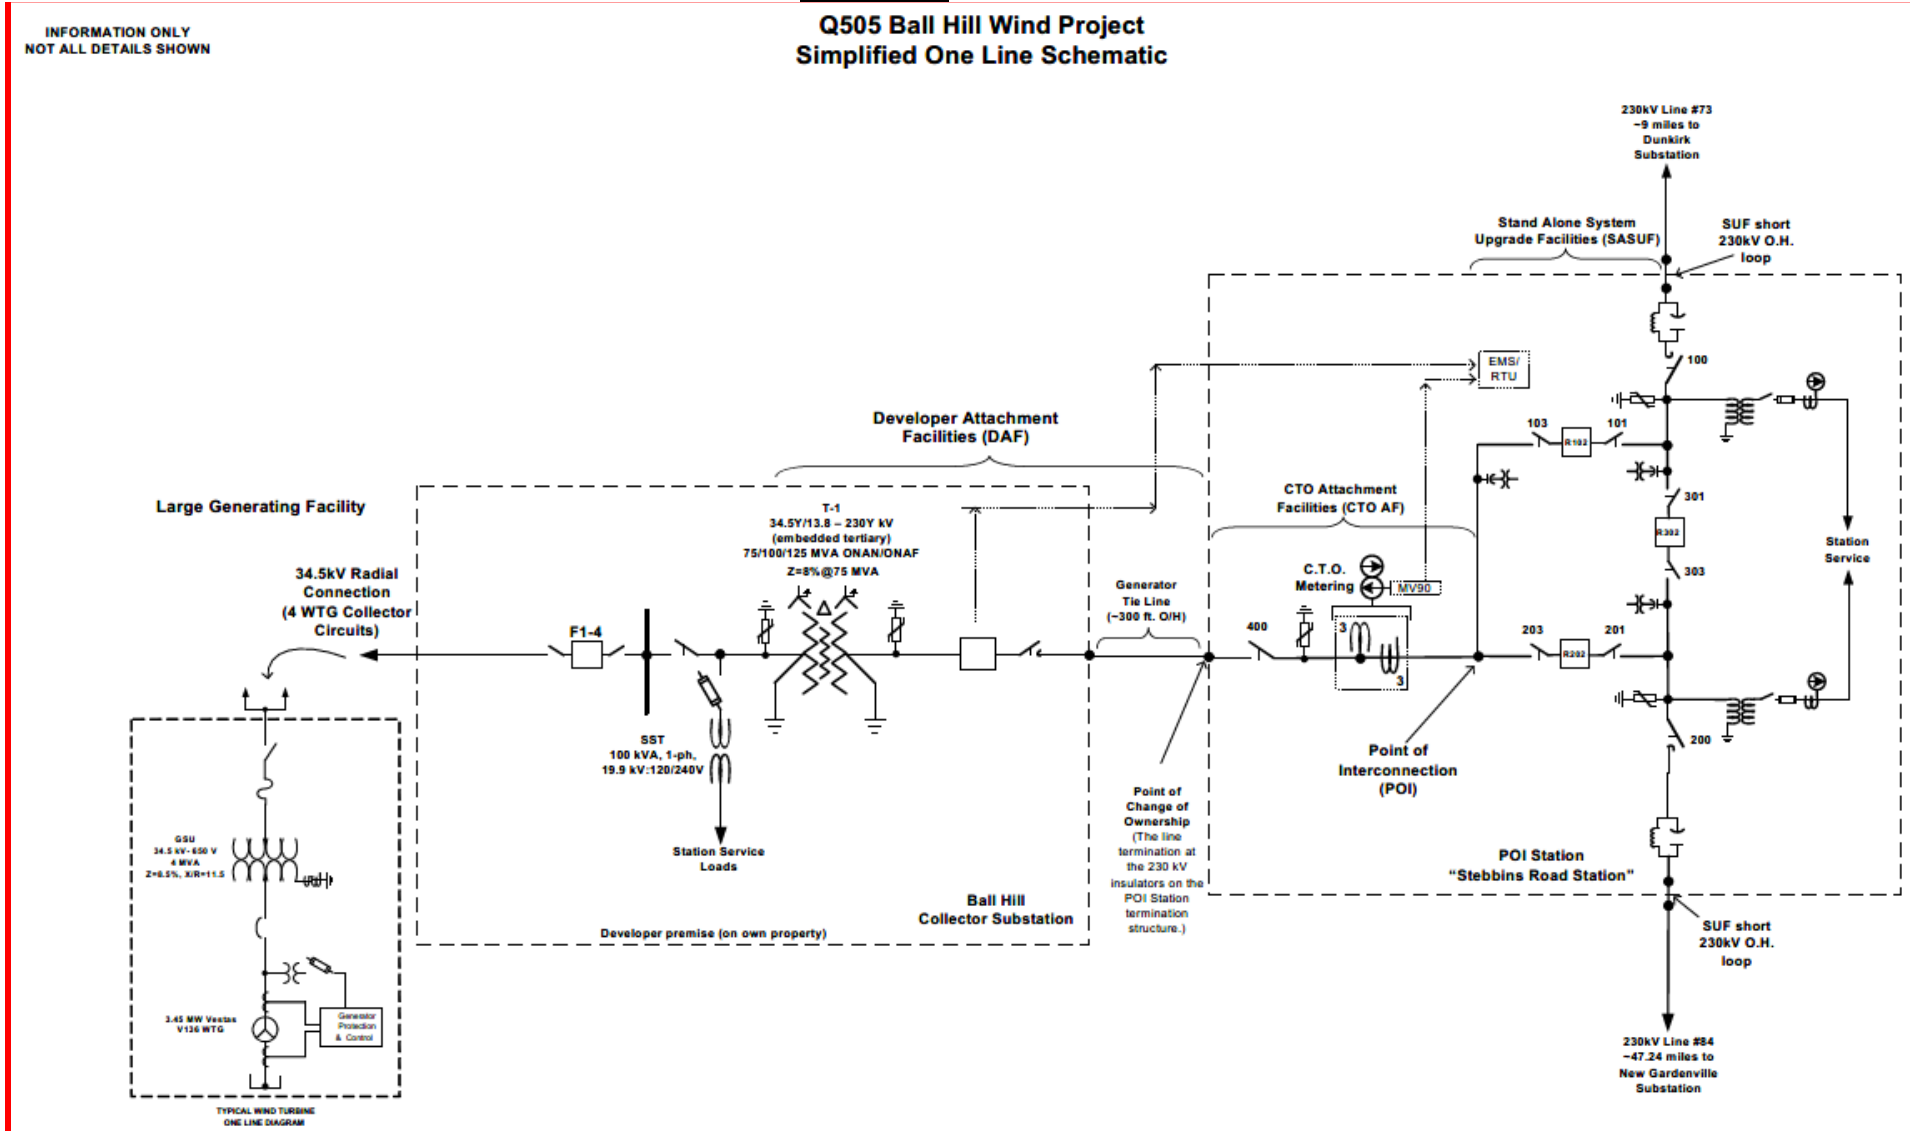 INFORMATION ONLY
NOT ALL DETAILS SHOWN
Q505 Ball Hill Wind Project
Simplified One Line Schematic
230kV Line #73
~9 miles to
Dunkirk
Substation
Stand Alone System
Upgrade Facilities (SASUF)
SUF short
230kV O.H.
loop
EMS/
RTU
100
103
R102
101
301
R302
303
Station
Service
203
R202
201
200
Developer Attachment
Facilities (DAF)
CTO Attachment
Facilities (CTO AF)
C.T.O.
Metering
MV90
3
3
400
Large Generating Facility
T-1
34.5Y/13.8 – 230Y kV
(embedded tertiary)
75/100/125 MVA ONAN/ONAF
Z=8%@75 MVA
Generator
Tie Line
(~300 ft. O/H)
34.5kV Radial
Connection
(4 WTG Collector
Circuits)
F1-4
SST
100 kVA, 1-ph,
19.9 kV:120/240V
Station Service
Loads
Point of
Interconnection
(POI)
Point of
Change of
Ownership
(The line
termination at
the 230 kV
insulators on the
POI Station
termination
structure.)
POI Station
“Stebbins Road Station”
Ball Hill
Collector Substation
Developer premise (on own property)
SUF short
230kV O.H.
loop
230kV Line #84
~47.24 miles to
New Gardenville
Substation
GSU
34.5 kV- 650 V
4 MVA
Z=8.5%, X/R=11.5
3.45 MW Vestas
V136 WTG
Generator
Protection
& Control
TYPICAL WIND TURBINE
ONE LINE DIAGRAM